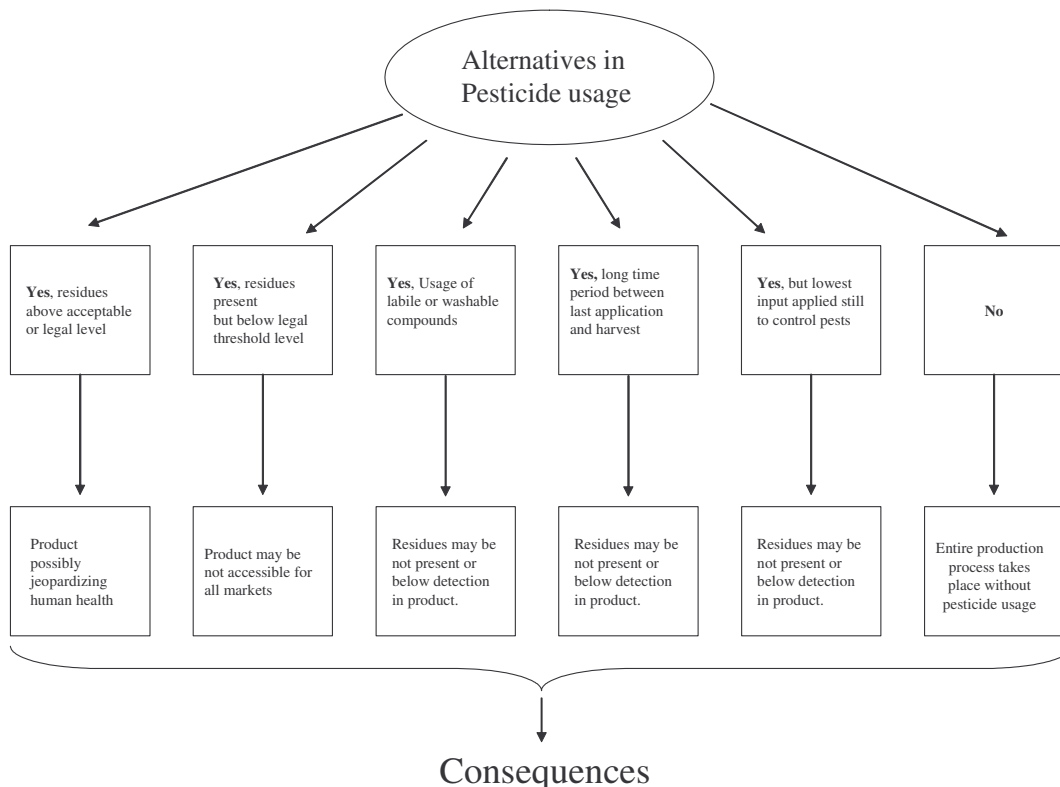 Alternatives in
Pesticide usage
Yes, residues
above acceptable
or legal level
Yes, residues
present
but below legal
threshold level
Yes, Usage of
labile or washable
compounds
Yes, long time
period between
last application
and harvest
Yes, but lowest
input applied still
to control pests
No
Product
possibly
jeopardizing
human health
Product may be
not accessible for
all markets
Residues may be
not present or
below detection
in product.
Residues may be
not present or
below detection
in product.
Residues may be
not present or
below detection
in product.
Entire production
process takes
place without
pesticide usage
Consequences